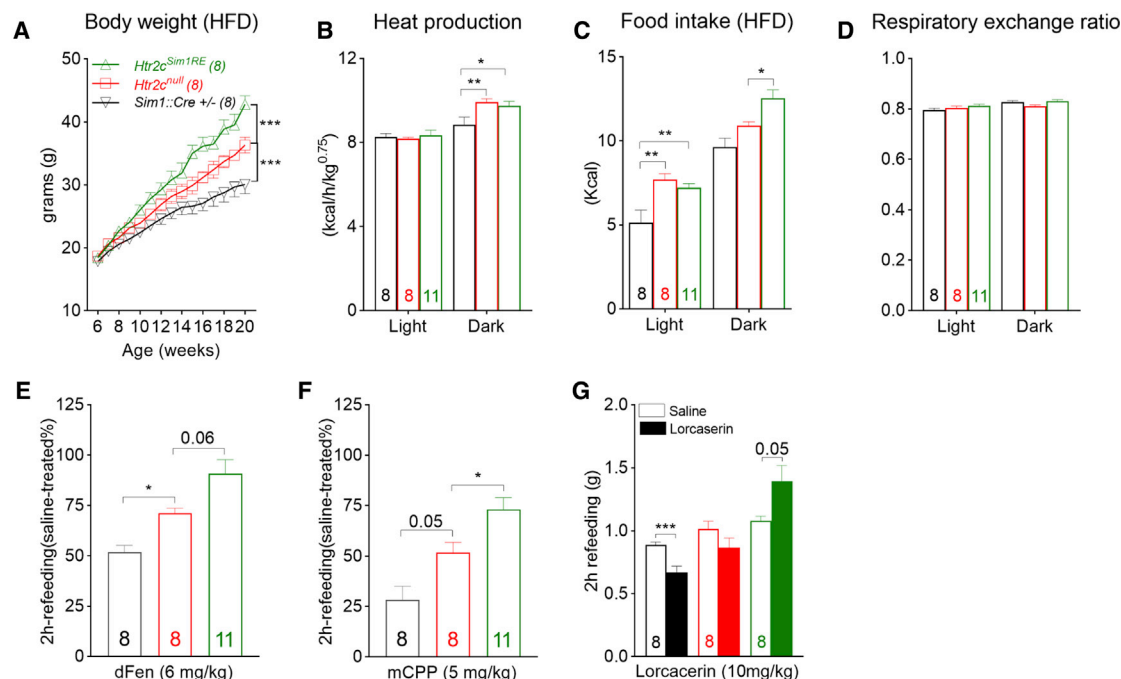 A Body weight (HFD)
grams (g)
50
40
30
20
10
Htr2c^Sim1RE (8)
Htr2c^null (8)
Sim1::Cre +/- (8)
***
***
6 8 10 12 14 16 18 20
Age (weeks)
B Heat production
(kcal/h/kg^0.75)
12
9
6
3
0
*
**
8 8 11
Light Dark
C Food intake (HFD)
(Kcal)
15
10
5
0
**
**
*
8 8 11
Light Dark
D Respiratory exchange ratio
1.0
0.8
0.6
0.4
0.2
0.0
8 8 11
Light Dark
E
2h-refeeding(saline-treated%)
125
100
75
50
25
0
0.06
*
8 8 11
dFen (6 mg/kg)
F
2h-refeeding(saline-treated%)
125
100
75
50
25
0
0.05
*
8 8 11
mCPP (5 mg/kg)
G
2h refeeding (g)
2.0
1.5
1.0
0.5
0.0
Saline
Lorcaserin
***
0.05
8 8 8
Lorcacerin (10mg/kg)